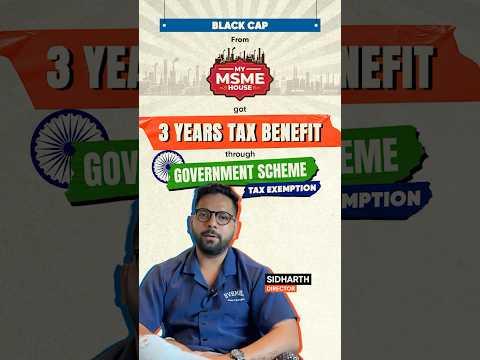 BLACK CAP
From
MY
MSME
HOUSE
got
3 YEARS TAX BENEFIT
through
GOVERNMENT SCHEME
TAX EXEMPTION
SIDHARTH
DIRECTOR